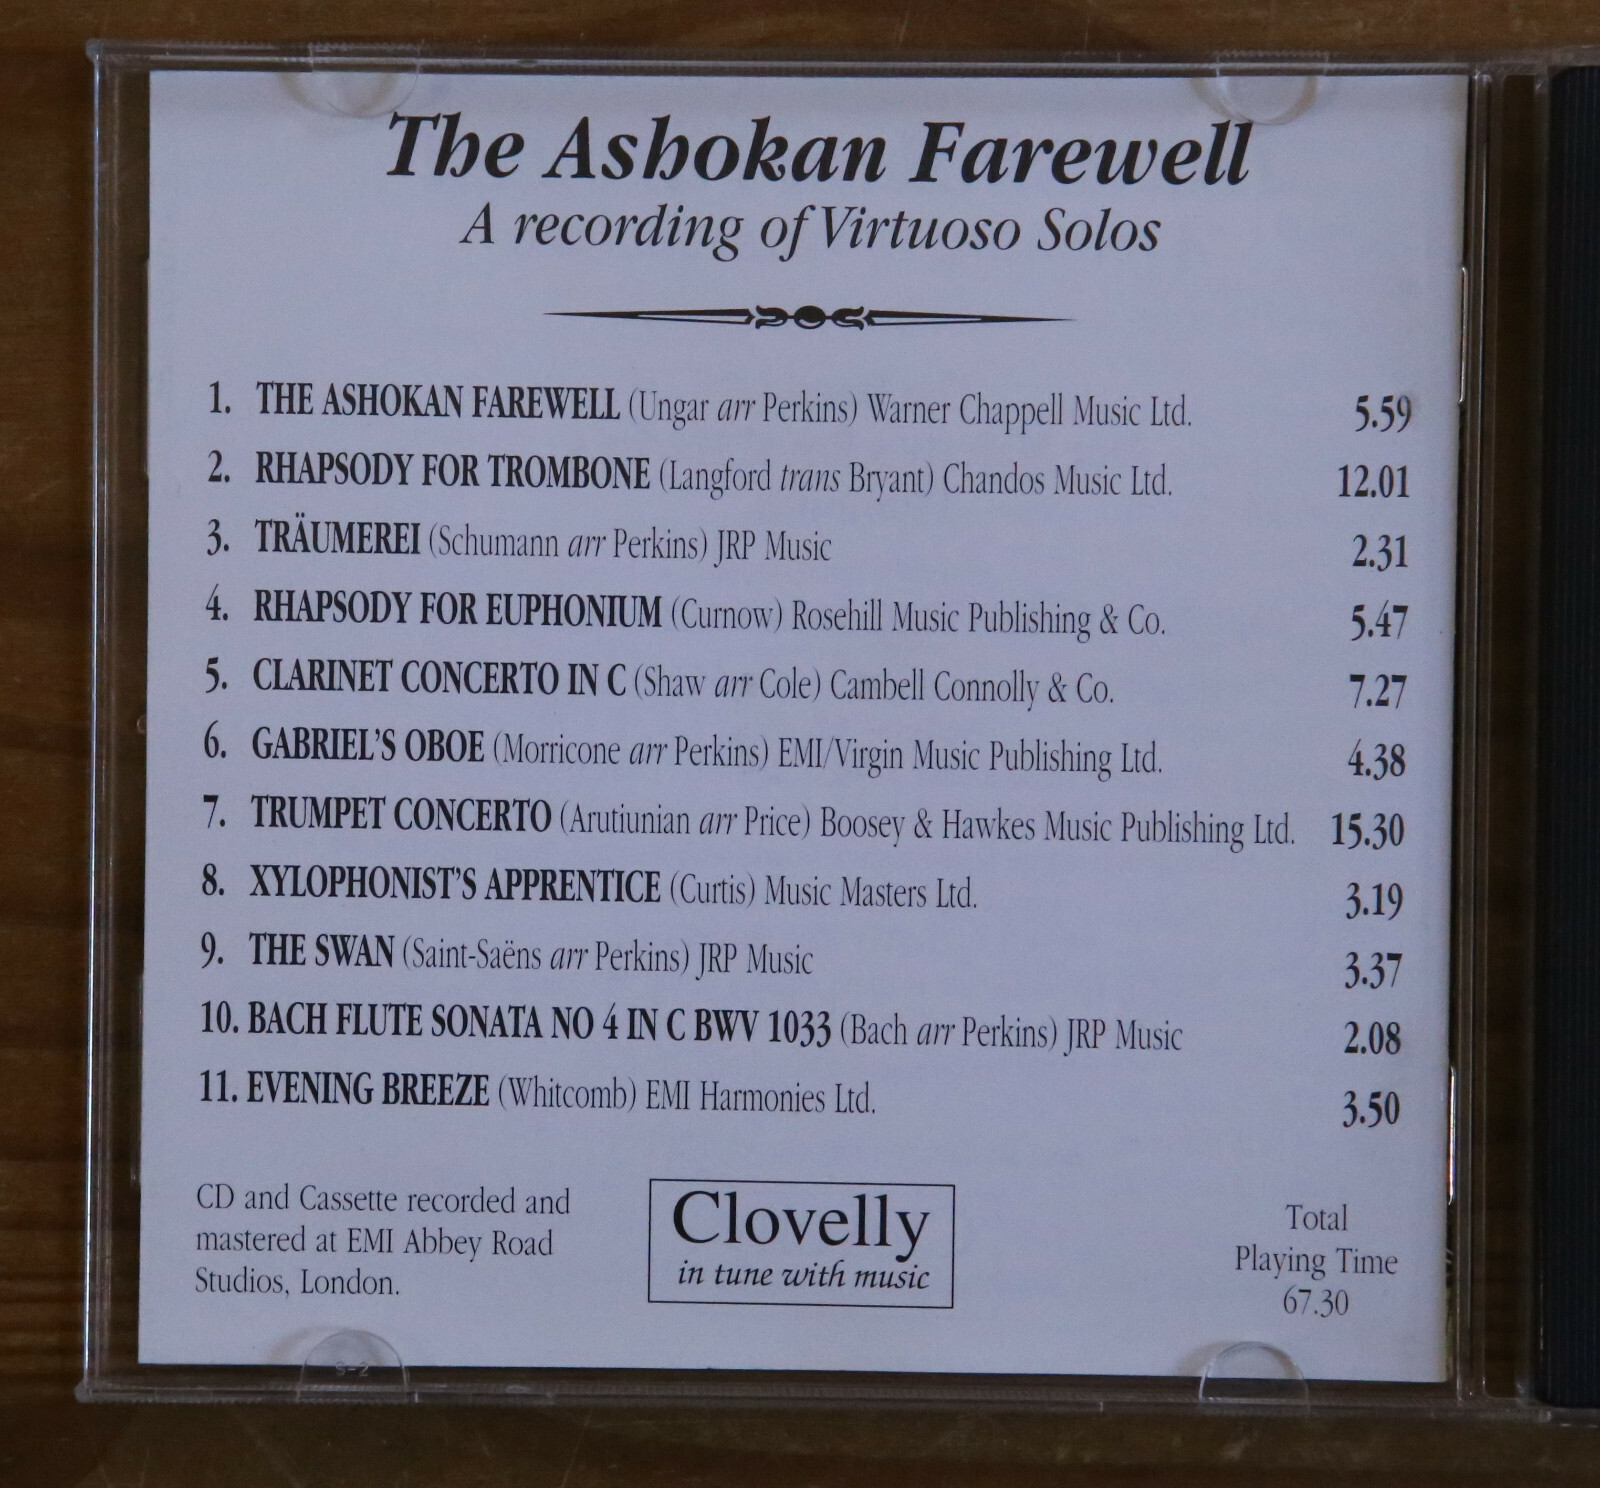 The Ashokan Farewell
A recording of Virtuoso Solos
1. THE ASHOKAN FAREWELL (Ungar arr Perkins) Warner Chappell Music Ltd. 5.59
2. RHAPSODY FOR TROMBONE (Langford trans Bryant) Chandos Music Ltd. 12.01
3. TRÄUMEREI (Schumann arr Perkins) JRP Music 2.31
4. RHAPSODY FOR EUPHONIUM (Curnow) Rosehill Music Publishing & Co. 5.47
5. CLARINET CONCERTO IN C (Shaw arr Cole) Cambell Connolly & Co. 7.27
6. GABRIEL'S OBOE (Morricone arr Perkins) EMI/Virgin Music Publishing Ltd. 4.38
7. TRUMPET CONCERTO (Arutiunian arr Price) Boosey & Hawkes Music Publishing Ltd. 15.30
8. XYLOPHONIST'S APPRENTICE (Curtis) Music Masters Ltd. 3.19
9. THE SWAN (Saint-Saëns arr Perkins) JRP Music 3.37
10. BACH FLUTE SONATA NO 4 IN C BWV 1033 (Bach arr Perkins) JRP Music 2.08
11. EVENING BREEZE (Whitcomb) EMI Harmonies Ltd. 3.50
CD and Cassette recorded and
mastered at EMI Abbey Road
Studios, London.
Clovelly
in tune with music
Total
Playing Time
67.30
S-2